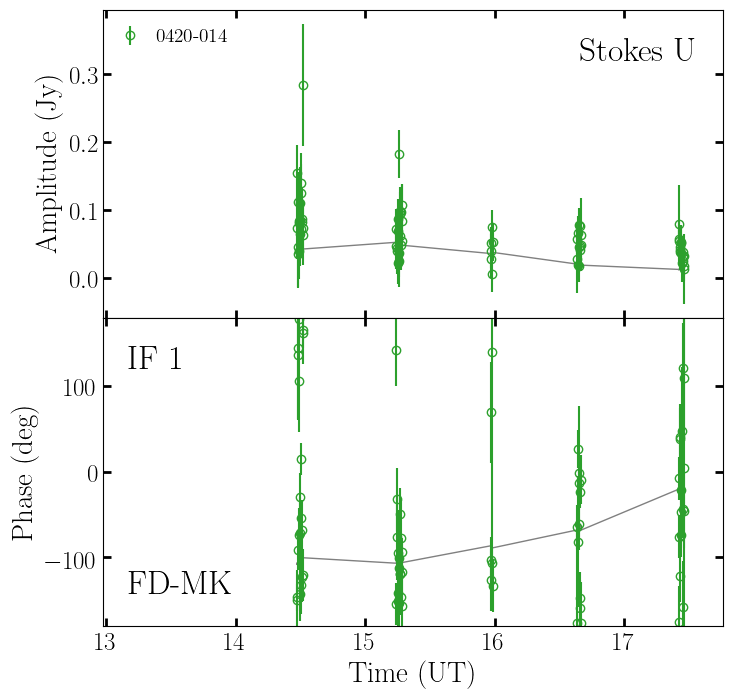 0420-014
Stokes U
Amplitude (Jy)
0.3
0.2
0.1
0.0
IF 1
Phase (deg)
100
0
−100
FD-MK
13 14 15 16 17
Time (UT)